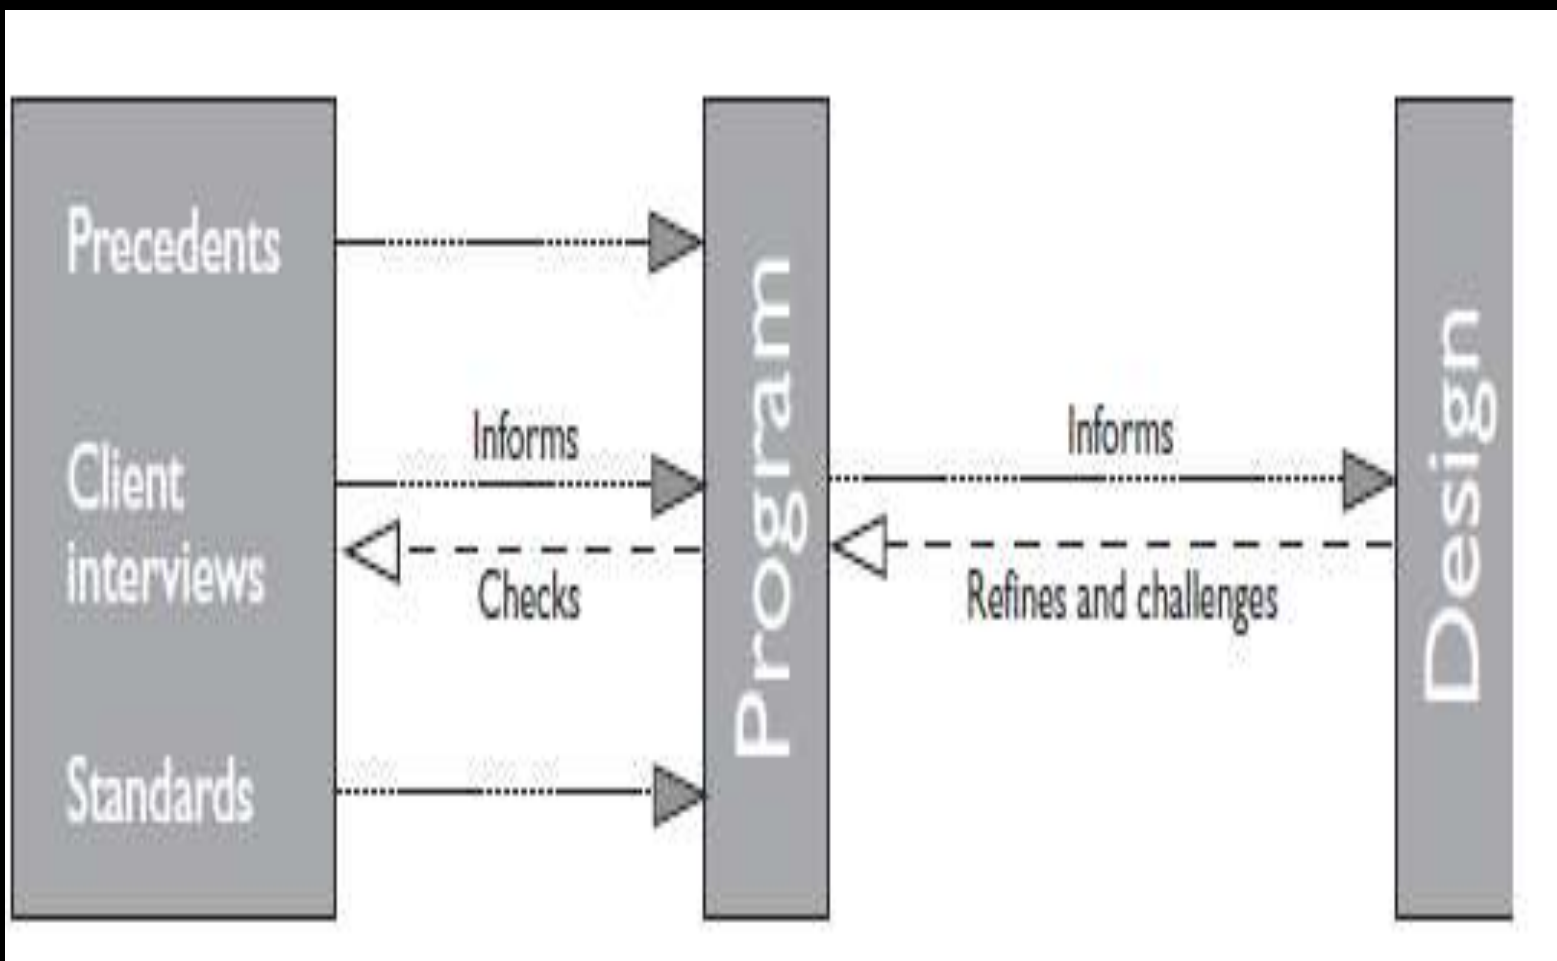 Precedents
Client
interviews
Standards
Informs
Checks
Program
Informs
Refines and challenges
Design